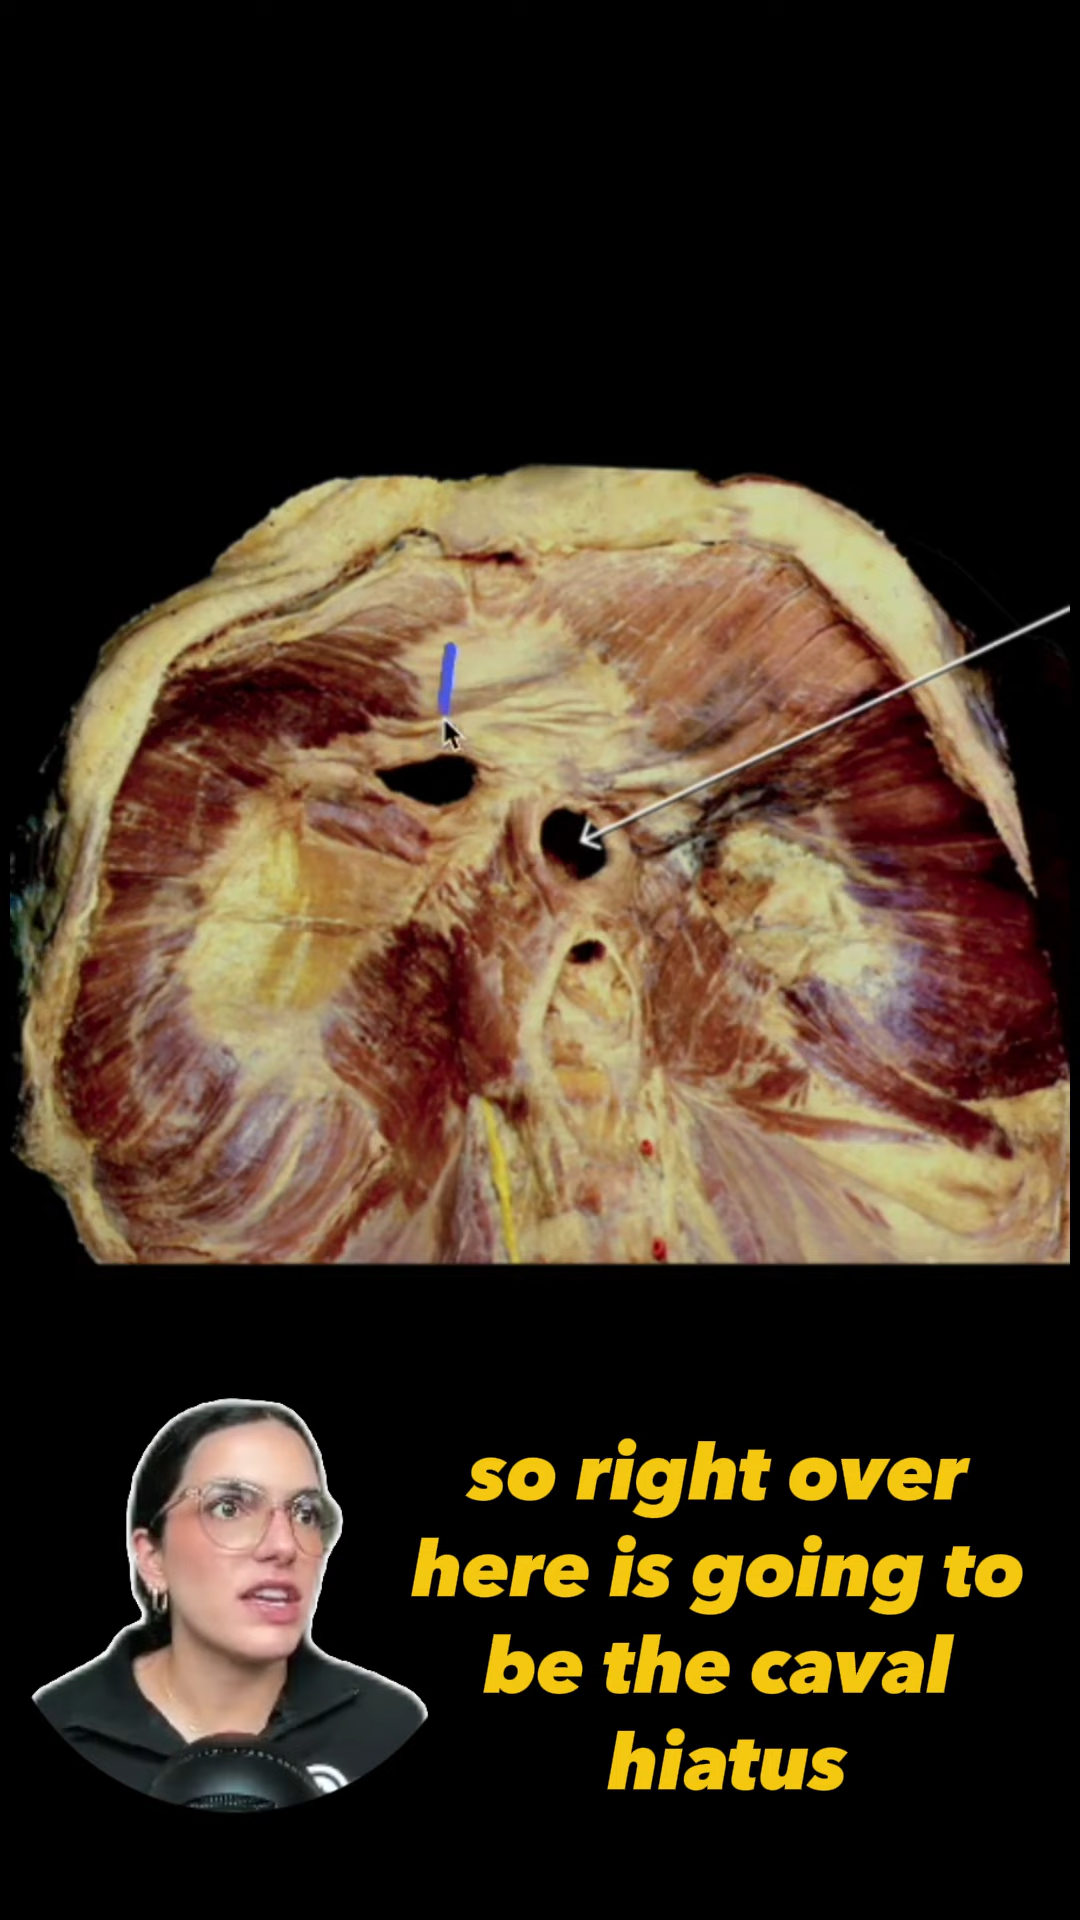 so right over
here is going to
be the caval
hiatus